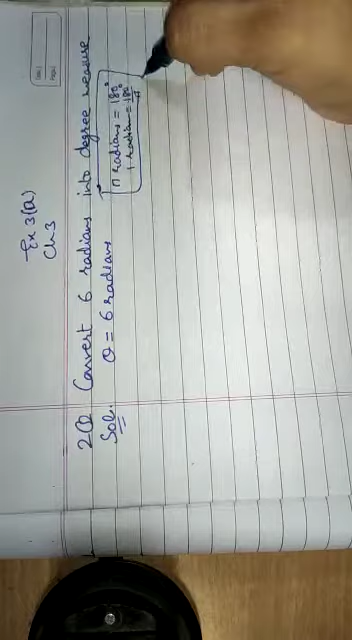 Ex 3(a)
Ch 3
2Q Convert 6 radians into degree measure
Sol. θ = 6 radians
π radians = 180°
1 radian = 180°/π